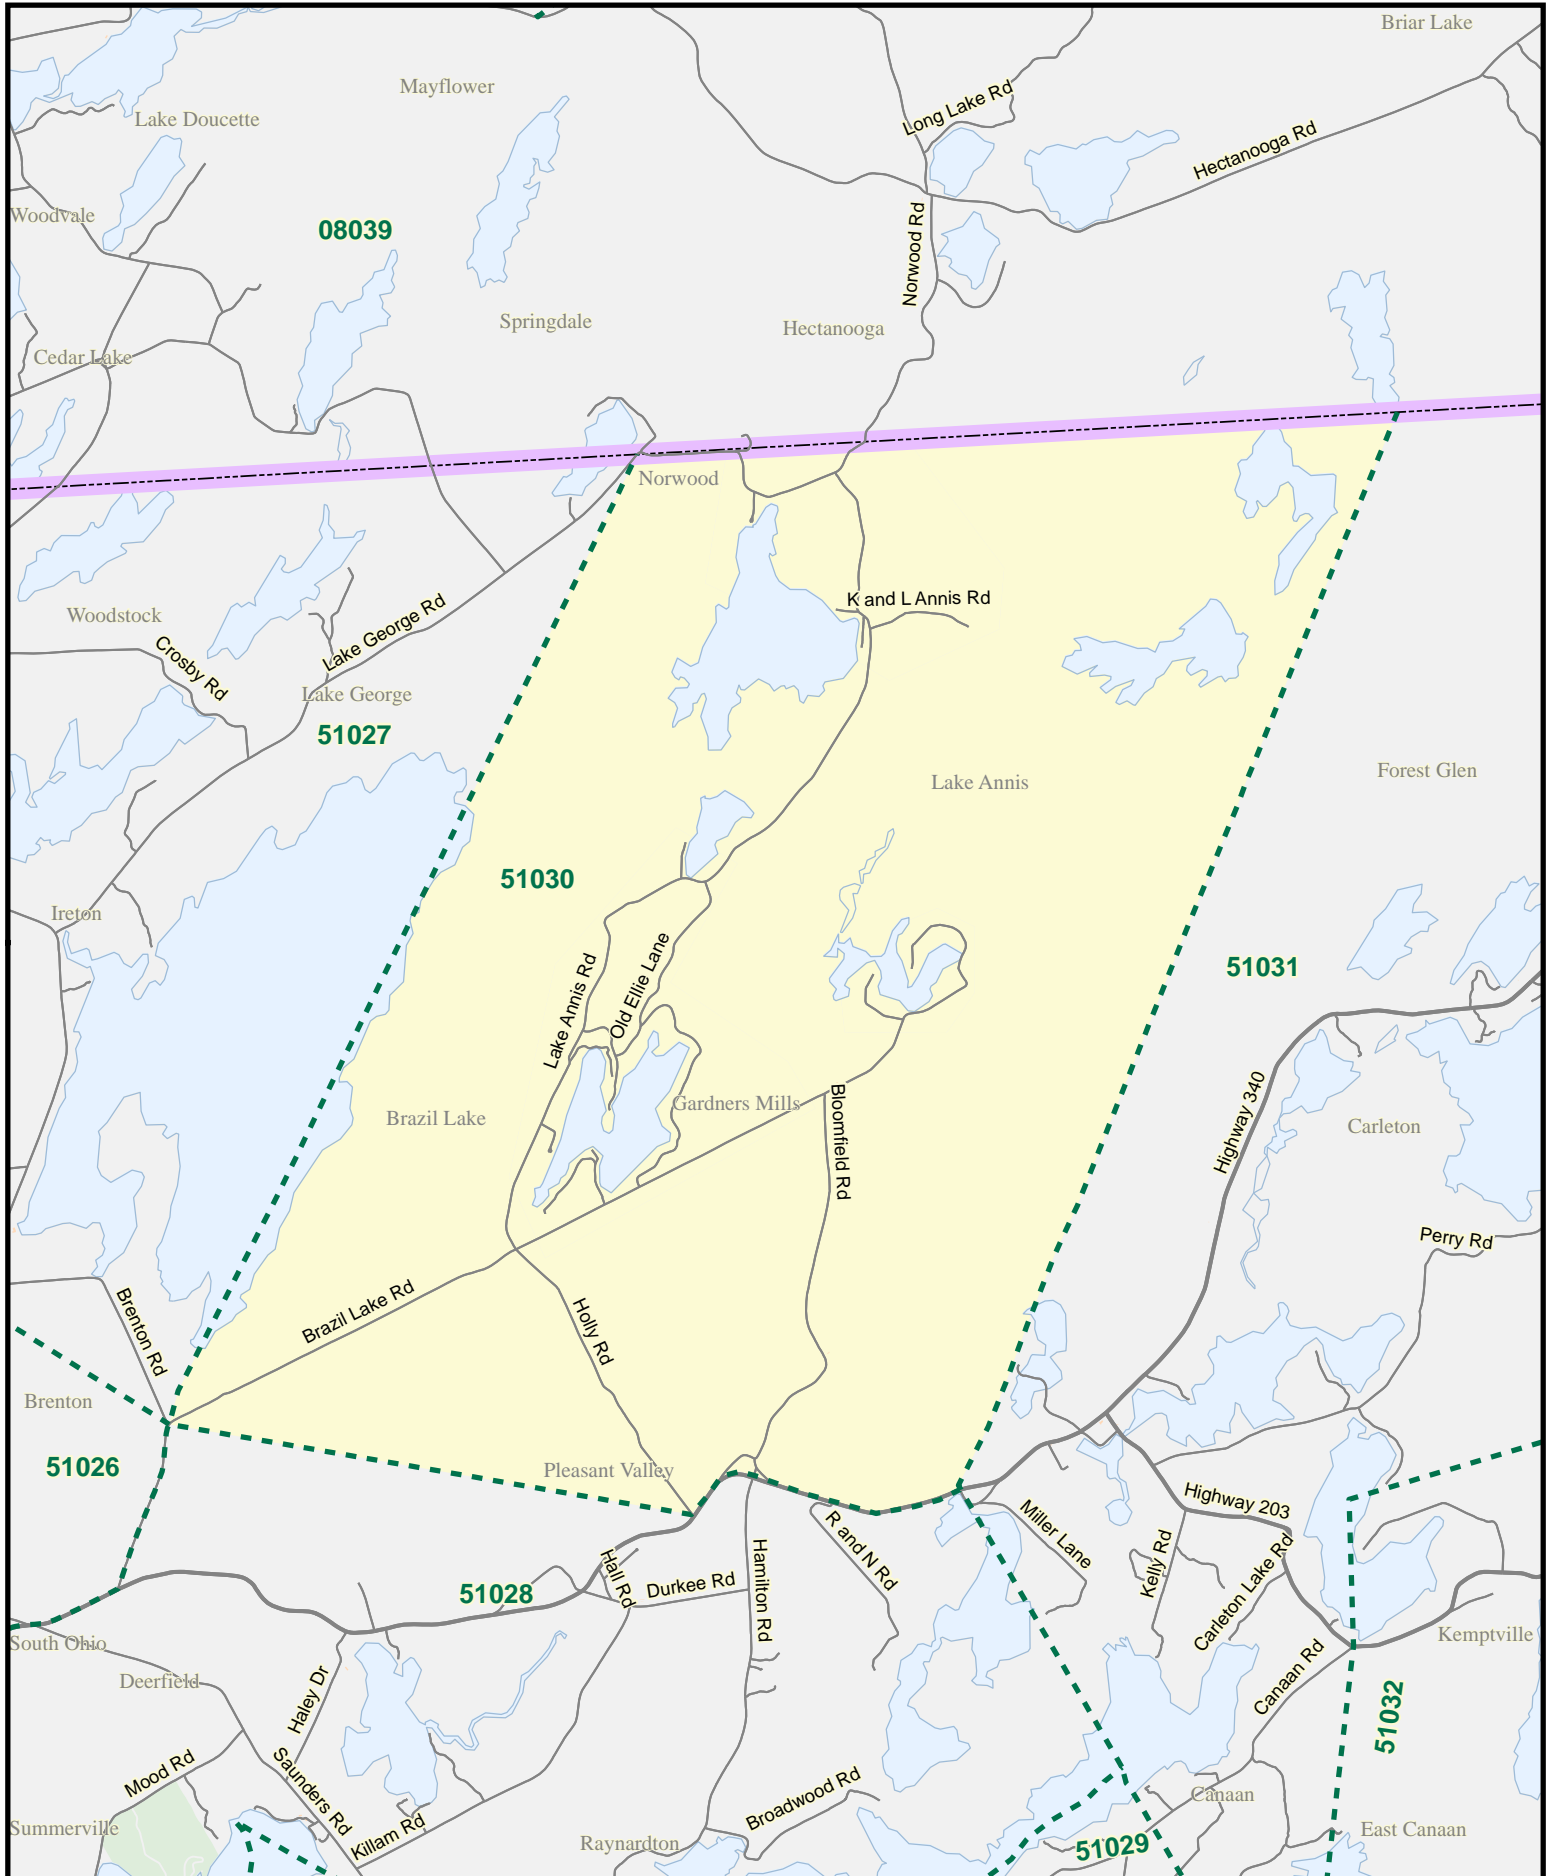 Briar Lake
Mayflower
Long Lake Rd
Lake Doucette
Hectanooga Rd
Woodvale
08039
Norwood Rd
Springdale
Hectanooga
Cedar Lake
Norwood
K and L Annis Rd
Woodstock
Lake George Rd
Crosby Rd
Lake George
51027
Forest Glen
Lake Annis
51030
Ireton
51031
Old Ellie Lane
Lake Annis Rd
Gardners Mills
Brazil Lake
Bloomfield Rd
Highway 340
Carleton
Perry Rd
Brenton Rd
Brazil Lake Rd
Holly Rd
Brenton
51026
Pleasant Valley
Highway 203
R and N Rd
Miller Lane
Kelly Rd
Carleton Lake Rd
Hall Rd
Durkee Rd
Hamilton Rd
51028
South Ohio
Kemptville
Deerfield
Canaan Rd
Haley Dr
51032
Mood Rd
Saunders Rd
Broadwood Rd
Canaan
Summerville
Killam Rd
Raynardton
51029
East Canaan